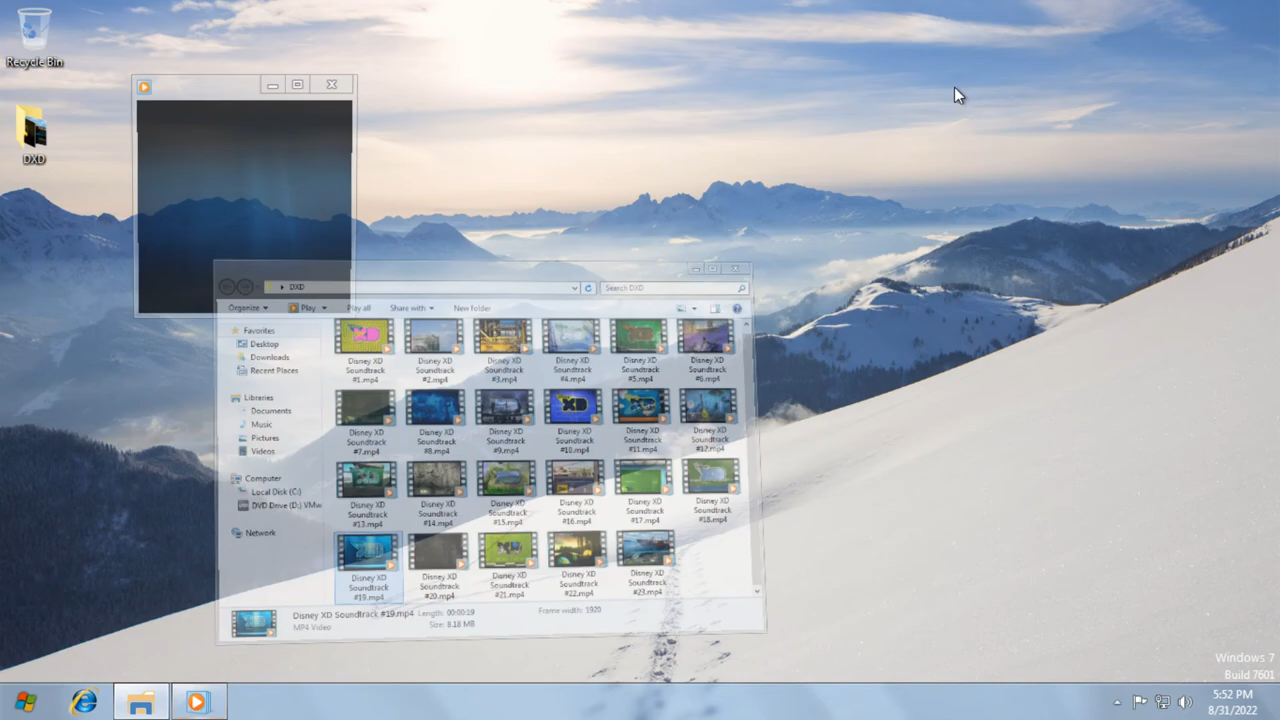 Recycle Bin
DXD
DXD
Search DXD
Organize
Play
Play all
Share with
New folder
Favorites
Desktop
Downloads
Recent Places
Libraries
Documents
Music
Pictures
Videos
Computer
Local Disk (C:)
DVD Drive (D:) VMw
Network
Disney XD
Soundtrack
#1.mp4
Disney XD
Soundtrack
#2.mp4
Disney XD
Soundtrack
#3.mp4
Disney XD
Soundtrack
#4.mp4
Disney XD
Soundtrack
#5.mp4
Disney XD
Soundtrack
#6.mp4
Disney XD
Soundtrack
#7.mp4
Disney XD
Soundtrack
#8.mp4
Disney XD
Soundtrack
#9.mp4
Disney XD
Soundtrack
#10.mp4
Disney XD
Soundtrack
#11.mp4
Disney XD
Soundtrack
#12.mp4
Disney XD
Soundtrack
#13.mp4
Disney XD
Soundtrack
#14.mp4
Disney XD
Soundtrack
#15.mp4
Disney XD
Soundtrack
#16.mp4
Disney XD
Soundtrack
#17.mp4
Disney XD
Soundtrack
#18.mp4
Disney XD
Soundtrack
#19.mp4
Disney XD
Soundtrack
#20.mp4
Disney XD
Soundtrack
#21.mp4
Disney XD
Soundtrack
#22.mp4
Disney XD
Soundtrack
#23.mp4
Disney XD Soundtrack #19.mp4 Length: 00:00:19 Frame width: 1920
MP4 Video Size: 8.18 MB
Windows 7
Build 7601
5:52 PM
8/31/2022